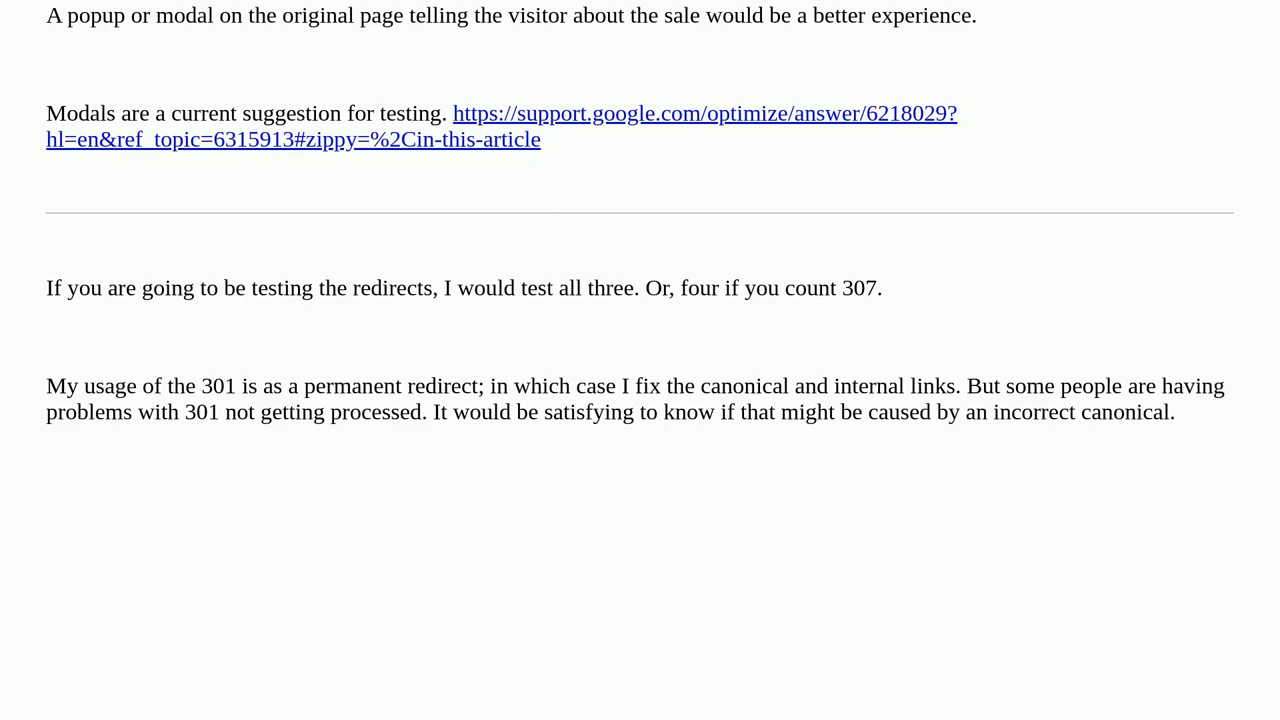 A popup or modal on the original page telling the visitor about the sale would be a better experience.
Modals are a current suggestion for testing. https://support.google.com/optimize/answer/6218029?
hl=en&ref_topic=6315913#zippy=%2Cin-this-article
If you are going to be testing the redirects, I would test all three. Or, four if you count 307.
My usage of the 301 is as a permanent redirect; in which case I fix the canonical and internal links. But some people are having
problems with 301 not getting processed. It would be satisfying to know if that might be caused by an incorrect canonical.